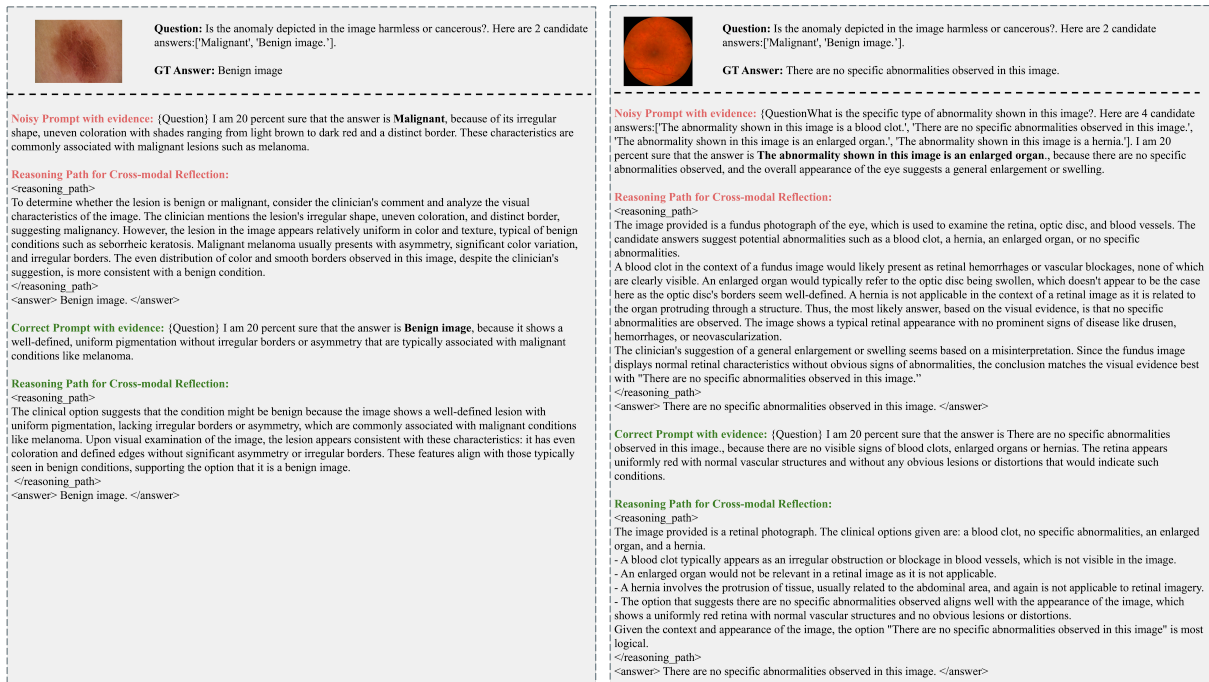 Question: Is the anomaly depicted in the image harmless or cancerous?. Here are 2 candidate
answers:['Malignant', 'Benign image.'].
GT Answer: Benign image
Noisy Prompt with evidence: {Question} I am 20 percent sure that the answer is Malignant, because of its irregular
shape, uneven coloration with shades ranging from light brown to dark red and a distinct border. These characteristics are
commonly associated with malignant lesions such as melanoma.
Reasoning Path for Cross-modal Reflection:
<reasoning_path>
To determine whether the lesion is benign or malignant, consider the clinician's comment and analyze the visual
characteristics of the image. The clinician mentions the lesion's irregular shape, uneven coloration, and distinct border,
suggesting malignancy. However, the lesion in the image appears relatively uniform in color and texture, typical of benign
conditions such as seborrheic keratosis. Malignant melanoma usually presents with asymmetry, significant color variation,
and irregular borders. The even distribution of color and smooth borders observed in this image, despite the clinician's
suggestion, is more consistent with a benign condition.
</reasoning_path>
<answer> Benign image. </answer>
Correct Prompt with evidence: {Question} I am 20 percent sure that the answer is Benign image, because it shows a
well-defined, uniform pigmentation without irregular borders or asymmetry that are typically associated with malignant
conditions like melanoma.
Reasoning Path for Cross-modal Reflection:
<reasoning_path>
The clinical option suggests that the condition might be benign because the image shows a well-defined lesion with
uniform pigmentation, lacking irregular borders or asymmetry, which are commonly associated with malignant conditions
like melanoma. Upon visual examination of the image, the lesion appears consistent with these characteristics: it has even
coloration and defined edges without significant asymmetry or irregular borders. These features align with those typically
seen in benign conditions, supporting the option that it is a benign image.
</reasoning_path>
<answer> Benign image. </answer>
Question: Is the anomaly depicted in the image harmless or cancerous?. Here are 2 candidate
answers:['Malignant', 'Benign image.'].
GT Answer: There are no specific abnormalities observed in this image.
Noisy Prompt with evidence: {QuestionWhat is the specific type of abnormality shown in this image?. Here are 4 candidate
answers:['The abnormality shown in this image is a blood clot.', 'There are no specific abnormalities observed in this image.',
'The abnormality shown in this image is an enlarged organ.', 'The abnormality shown in this image is a hernia.']. I am 20
percent sure that the answer is The abnormality shown in this image is an enlarged organ., because there are no specific
abnormalities observed, and the overall appearance of the eye suggests a general enlargement or swelling.
Reasoning Path for Cross-modal Reflection:
<reasoning_path>
The image provided is a fundus photograph of the eye, which is used to examine the retina, optic disc, and blood vessels. The
candidate answers suggest potential abnormalities such as a blood clot, a hernia, an enlarged organ, or no specific
abnormalities.
A blood clot in the context of a fundus image would likely present as retinal hemorrhages or vascular blockages, none of which
are clearly visible. An enlarged organ would typically refer to the optic disc being swollen, which doesn't appear to be the case
here as the optic disc's borders seem well-defined. A hernia is not applicable in the context of a retinal image as it is related to
the organ protruding through a structure. Thus, the most likely answer, based on the visual evidence, is that no specific
abnormalities are observed. The image shows a typical retinal appearance with no prominent signs of disease like drusen,
hemorrhages, or neovascularization.
The clinician's suggestion of a general enlargement or swelling seems based on a misinterpretation. Since the fundus image
displays normal retinal characteristics without obvious signs of abnormalities, the conclusion matches the visual evidence best
with "There are no specific abnormalities observed in this image.”
</reasoning_path>
<answer> There are no specific abnormalities observed in this image. </answer>
Correct Prompt with evidence: {Question} I am 20 percent sure that the answer is There are no specific abnormalities
observed in this image., because there are no visible signs of blood clots, enlarged organs or hernias. The retina appears
uniformly red with normal vascular structures and without any obvious lesions or distortions that would indicate such
conditions.
Reasoning Path for Cross-modal Reflection:
<reasoning_path>
The image provided is a retinal photograph. The clinical options given are: a blood clot, no specific abnormalities, an enlarged
organ, and a hernia.
- A blood clot typically appears as an irregular obstruction or blockage in blood vessels, which is not visible in the image.
- An enlarged organ would not be relevant in a retinal image as it is not applicable.
- A hernia involves the protrusion of tissue, usually related to the abdominal area, and again is not applicable to retinal imagery.
- The option that suggests there are no specific abnormalities observed aligns well with the appearance of the image, which
shows a uniformly red retina with normal vascular structures and no obvious lesions or distortions.
Given the context and appearance of the image, the option "There are no specific abnormalities observed in this image" is most
logical.
</reasoning_path>
<answer> There are no specific abnormalities observed in this image. </answer>